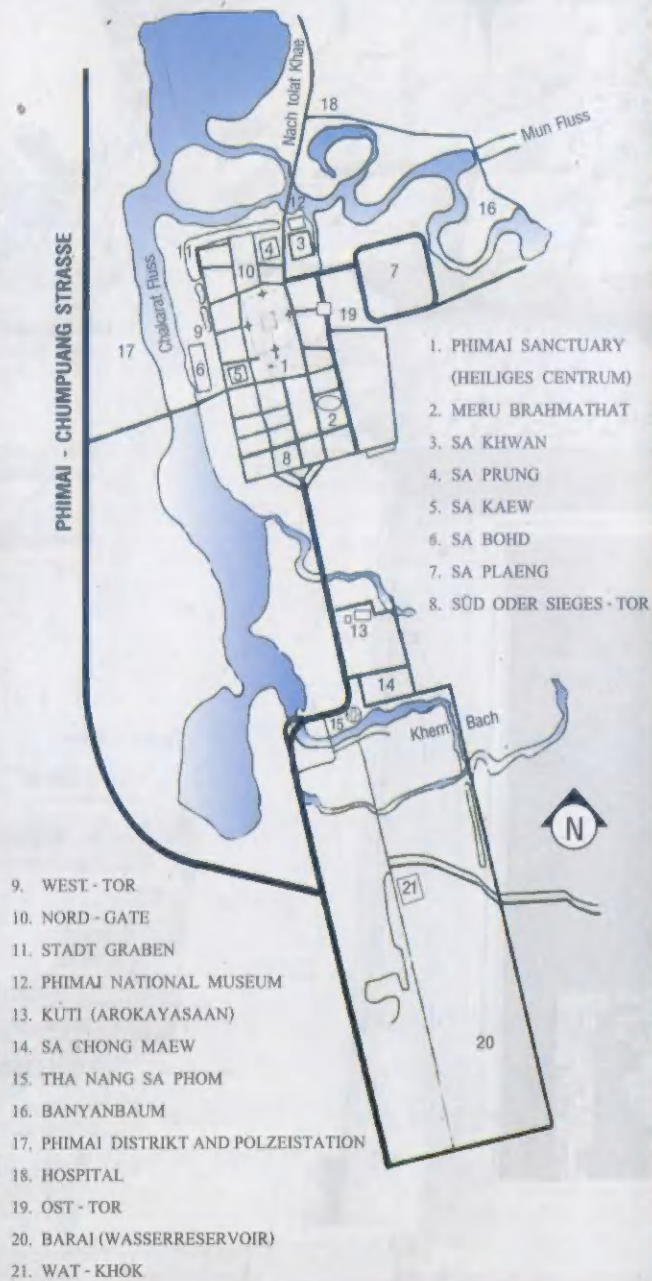 Nach tolat Khae
18
Mun Fluss
12
16
11
4
3
10
7
PHIMAI - CHUMPUANG STRASSE
Chakarat Fluss
9
19
17
6
5
1
2
8
1. PHIMAI SANCTUARY
(HEILIGES CENTRUM)
2. MERU BRAHMATHAT
3. SA KHWAN
4. SA PRUNG
5. SA KAEW
6. SA BOHD
7. SA PLAENG
8. SÜD ODER SIEGES - TOR
13
14
15
Khem Bach
N
21
20
9. WEST - TOR
10. NORD - GATE
11. STADT GRABEN
12. PHIMAI NATIONAL MUSEUM
13. KUTI (AROKAYASAAN)
14. SA CHONG MAEW
15. THA NANG SA PHOM
16. BANYANBAUM
17. PHIMAI DISTRIKT AND POLZEISTATION
18. HOSPITAL
19. OST - TOR
20. BARAI (WASSERRESERVOIR)
21. WAT - KHOK